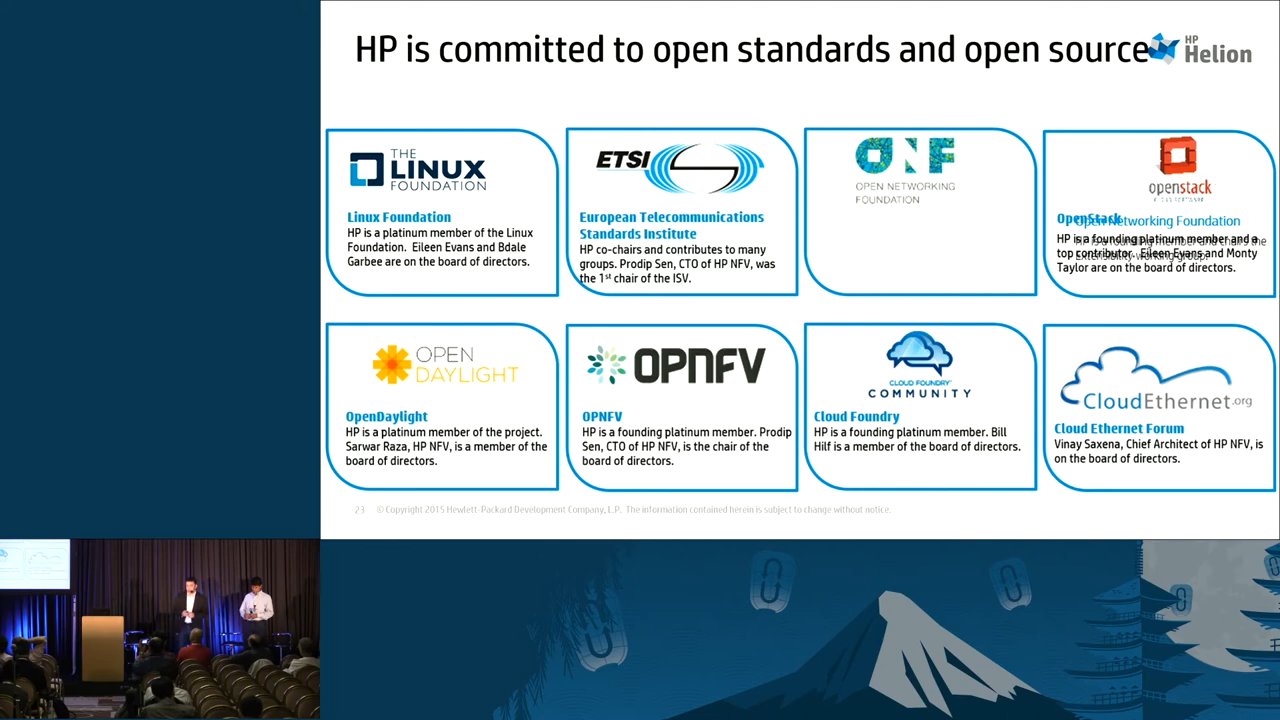 HP is committed to open standards and open source
HP
Helion
THE
LINUX
FOUNDATION
Linux Foundation
HP is a platinum member of the Linux
Foundation. Eileen Evans and Bdale
Garbee are on the board of directors.
ETSI
European Telecommunications
Standards Institute
HP co-chairs and contributes to many
groups. Prodip Sen, CTO of HP NFV, was
the 1st chair of the ISV.
ONF
OPEN NETWORKING
FOUNDATION
openstack
CLOUD SOFTWARE
OpenStack
Open Networking Foundation
HP is a founding platinum member and a
top contributor. Eileen Evans and Monty
Taylor are on the board of directors.
OPEN
DAYLIGHT
OpenDaylight
HP is a platinum member of the project.
Sarwar Raza, HP NFV, is a member of the
board of directors.
OPNFV
OPNFV
HP is a founding platinum member. Prodip
Sen, CTO of HP NFV, is the chair of the
board of directors.
CLOUD FOUNDRY
COMMUNITY
Cloud Foundry
HP is a founding platinum member. Bill
Hilf is a member of the board of directors.
CloudEthernet.org
Cloud Ethernet Forum
Vinay Saxena, Chief Architect of HP NFV, is
on the board of directors.
23 © Copyright 2015 Hewlett-Packard Development Company, L.P. The information contained herein is subject to change without notice.